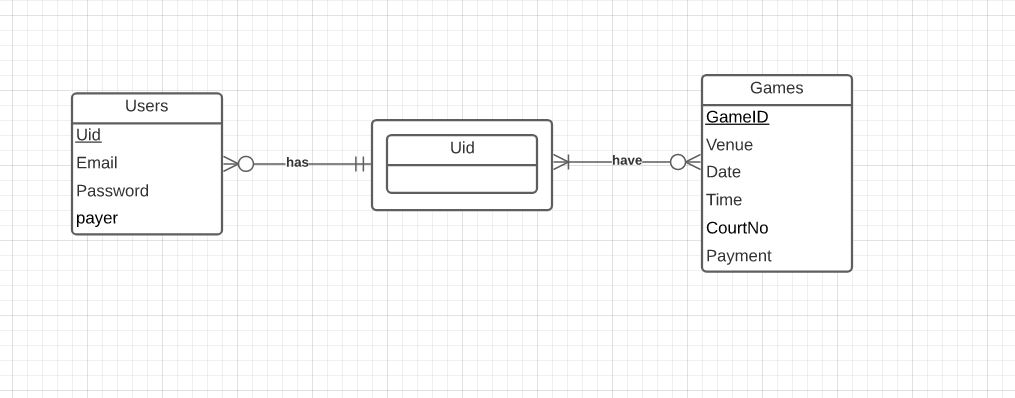 Users
Uid
Email
Password
payer
has
Uid
have
Games
GameID
Venue
Date
Time
CourtNo
Payment